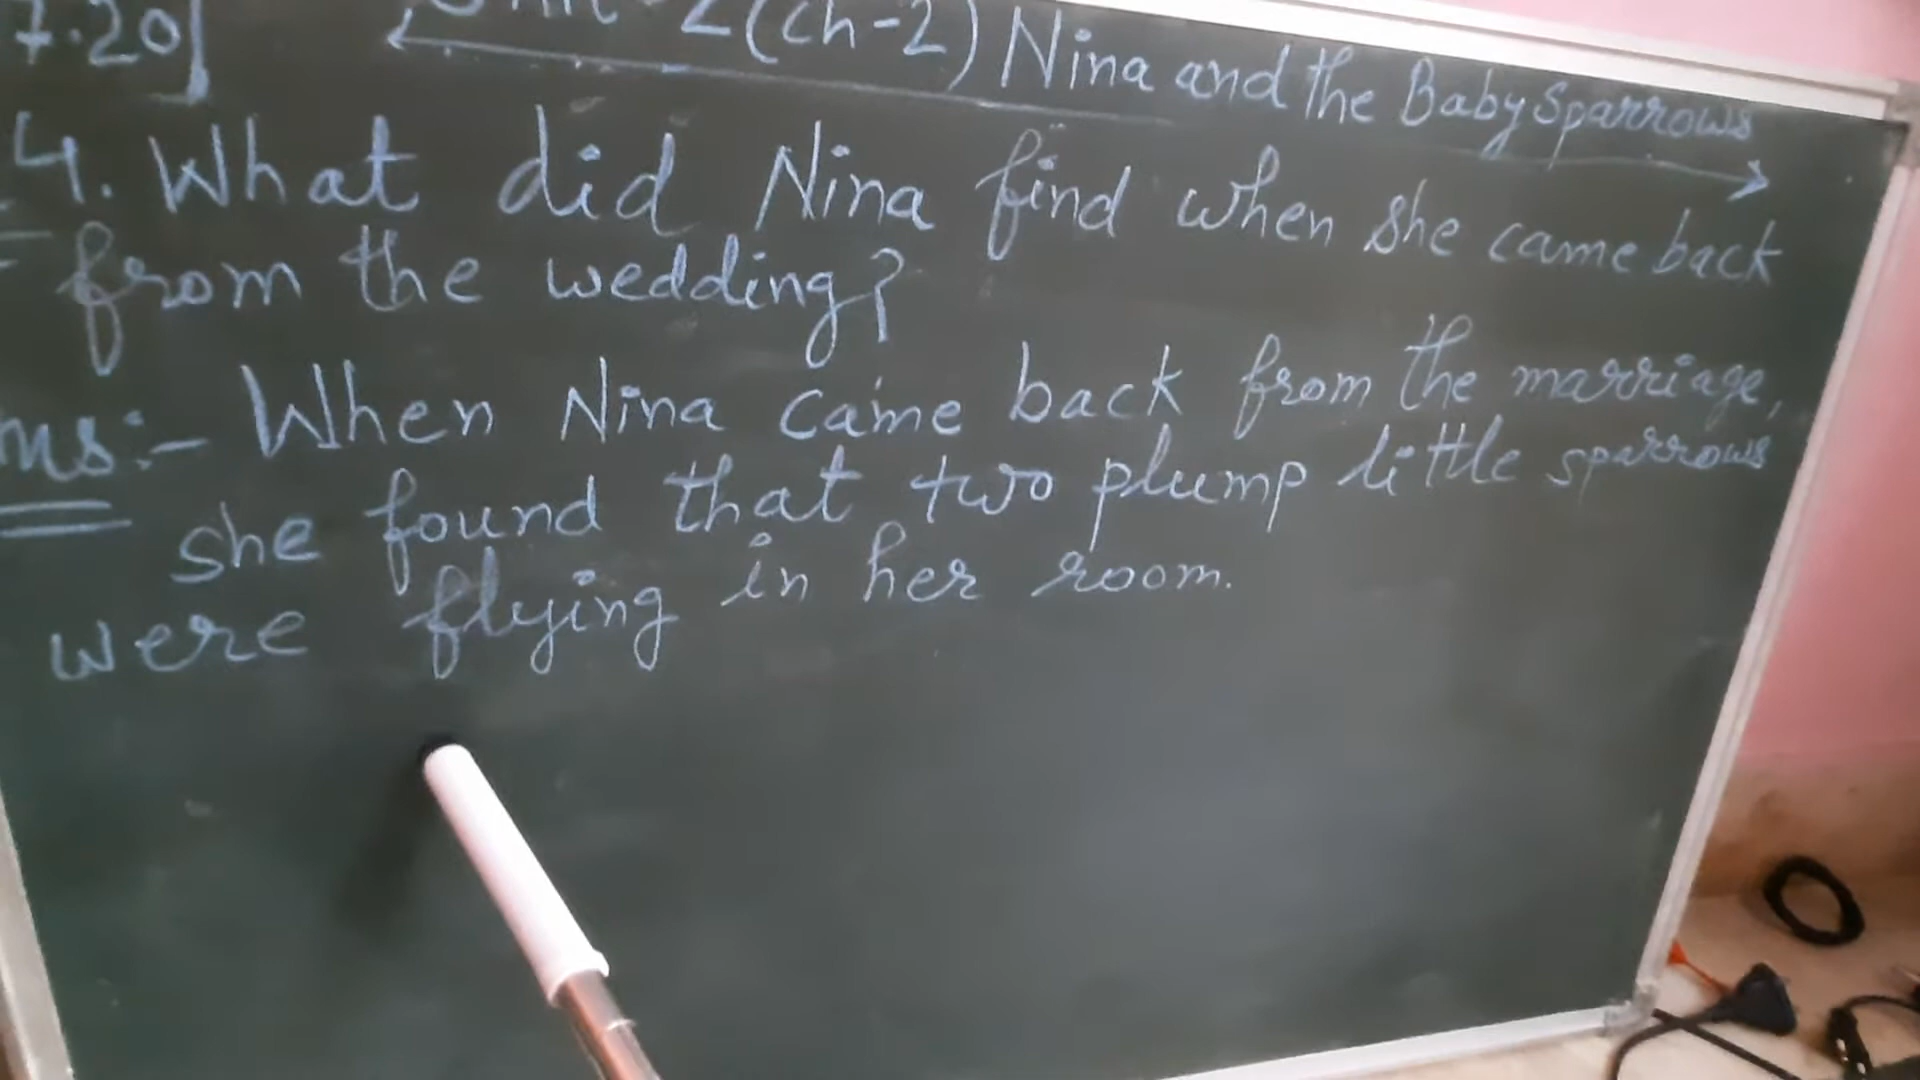 7.20]
2(ch-2) Nina and the Baby Sparrows
4. What did Nina find when she came back
from the wedding?
ns:- When Nina came back from the marriage,
she found that two plump little sparrows
were flying in her room.